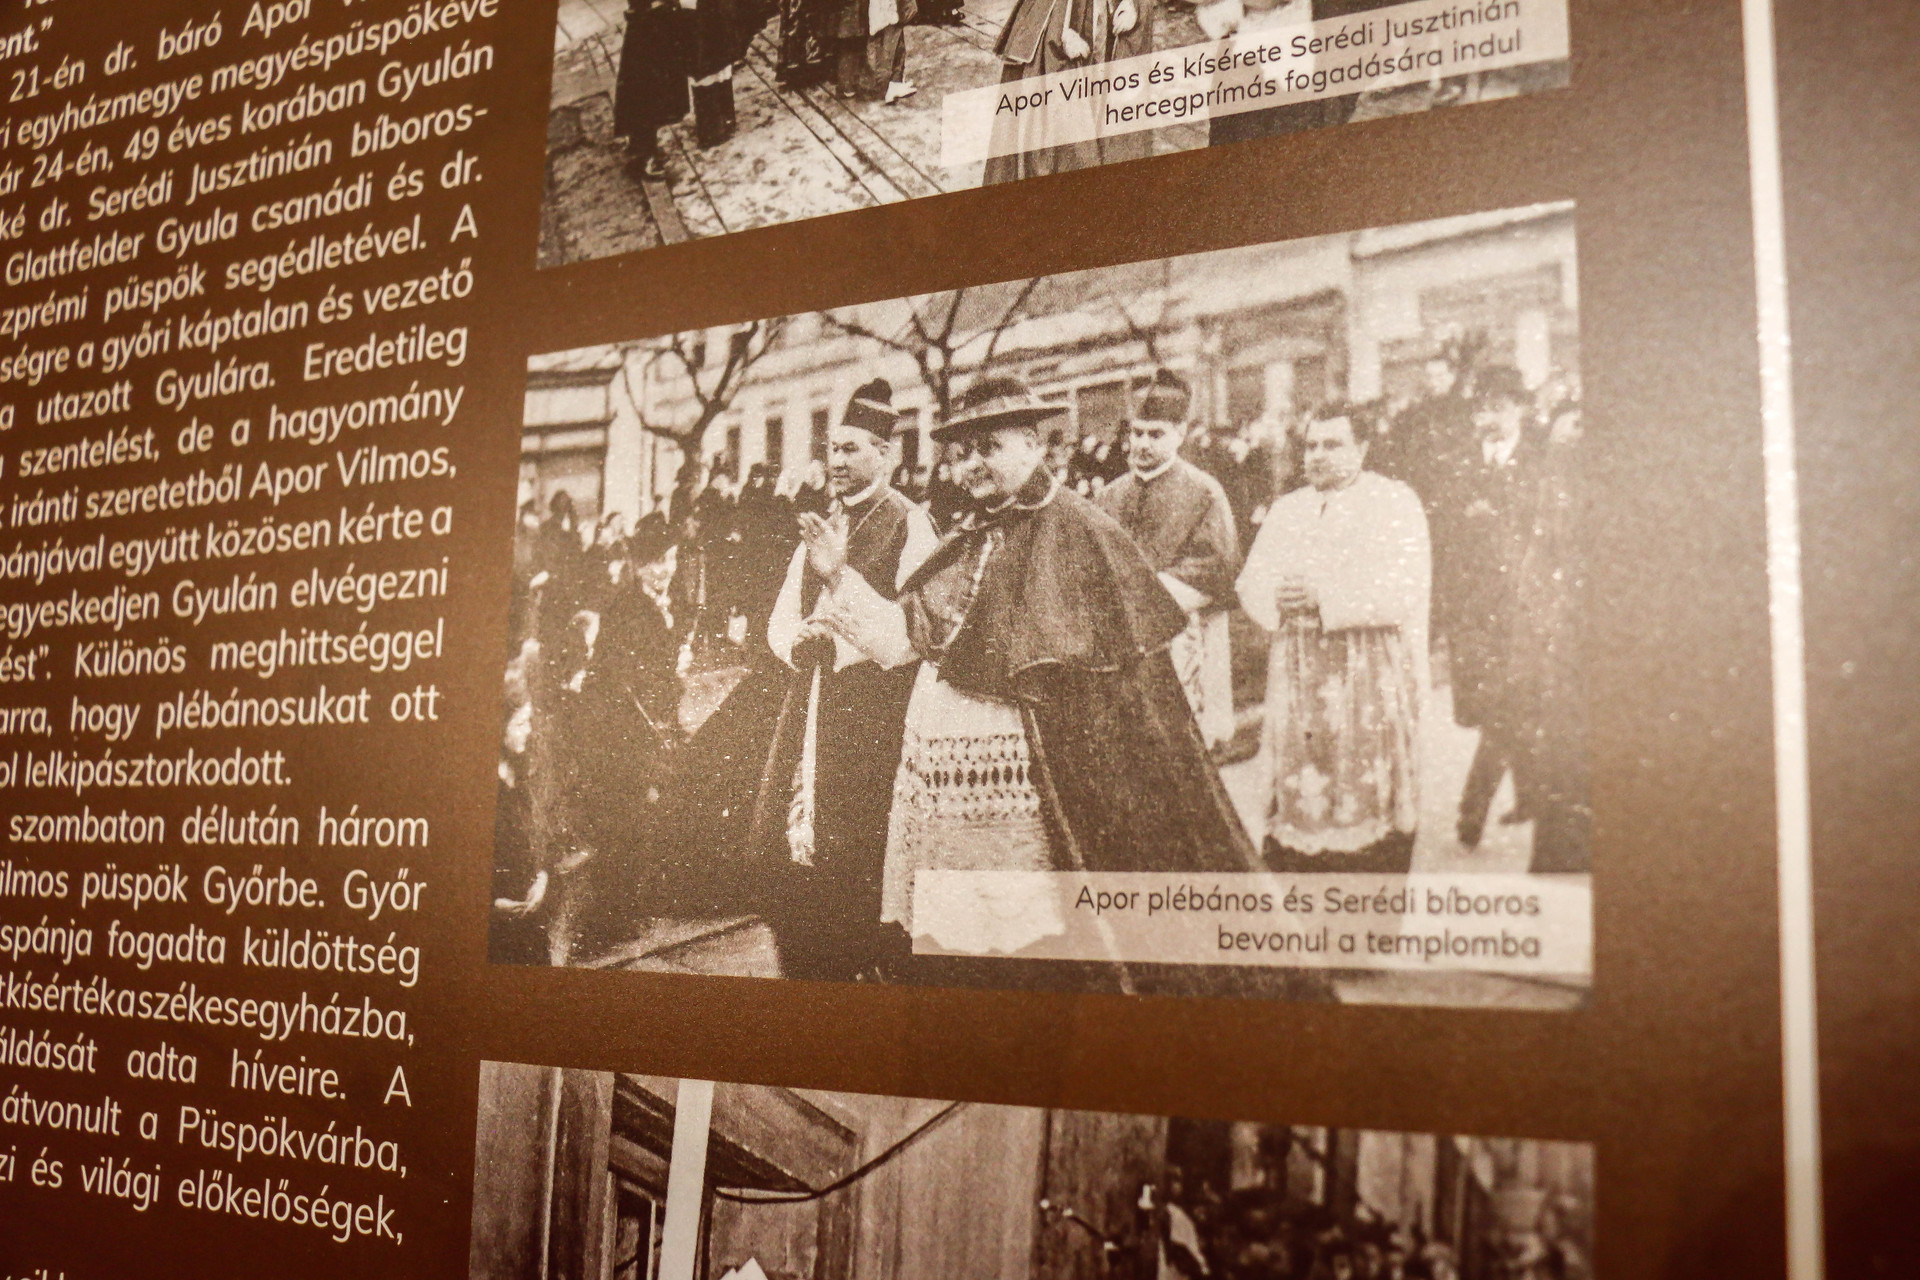 ent."
21-én dr. báró Apor
egyházmegye megyéspüspökévé
ár 24-én, 49 éves korában Gyulán
ké dr. Serédi Jusztinián bíboros-
Glattfelder Gyula csanádi és dr.
zprémi püspök segédletével. A
ségre a győri káptalan és vezető
a utazott Gyulára. Eredetileg
szentelést, de a hagyomány
iránti szeretetből Apor Vilmos,
pánjával együtt közösen kérte a
egyeskedjen Gyulán elvégezni
ést". Különös meghittséggel
arra, hogy plébánosukat ott
ol lelkipásztorkodott.
szombaton délután három
ilmos püspök Győrbe. Győr
spánja fogadta küldöttség
tkísértékaszékesegyházba,
áldását adta híveire. A
átvonult a Püspökvárba,
zi és világi előkelőségek,
Apor Vilmos és kísérete Serédi Jusztinián
hercegprímás fogadására indul
Apor plébános és Serédi bíboros
bevonul a templomba